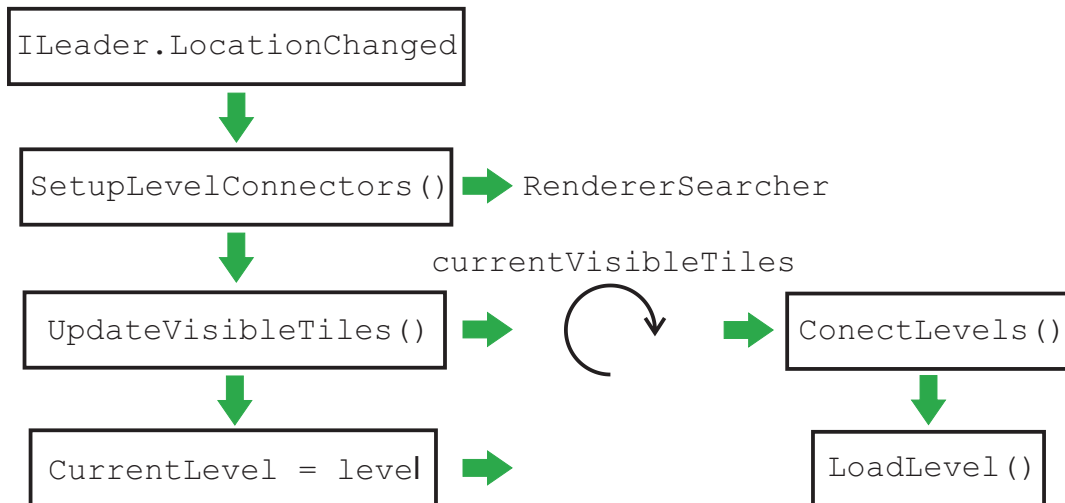 ILeader.LocationChanged
SetupLevelConnectors()
RendererSearcher
currentVisibleTiles
UpdateVisibleTiles()
ConectLevels()
CurrentLevel = level
LoadLevel()